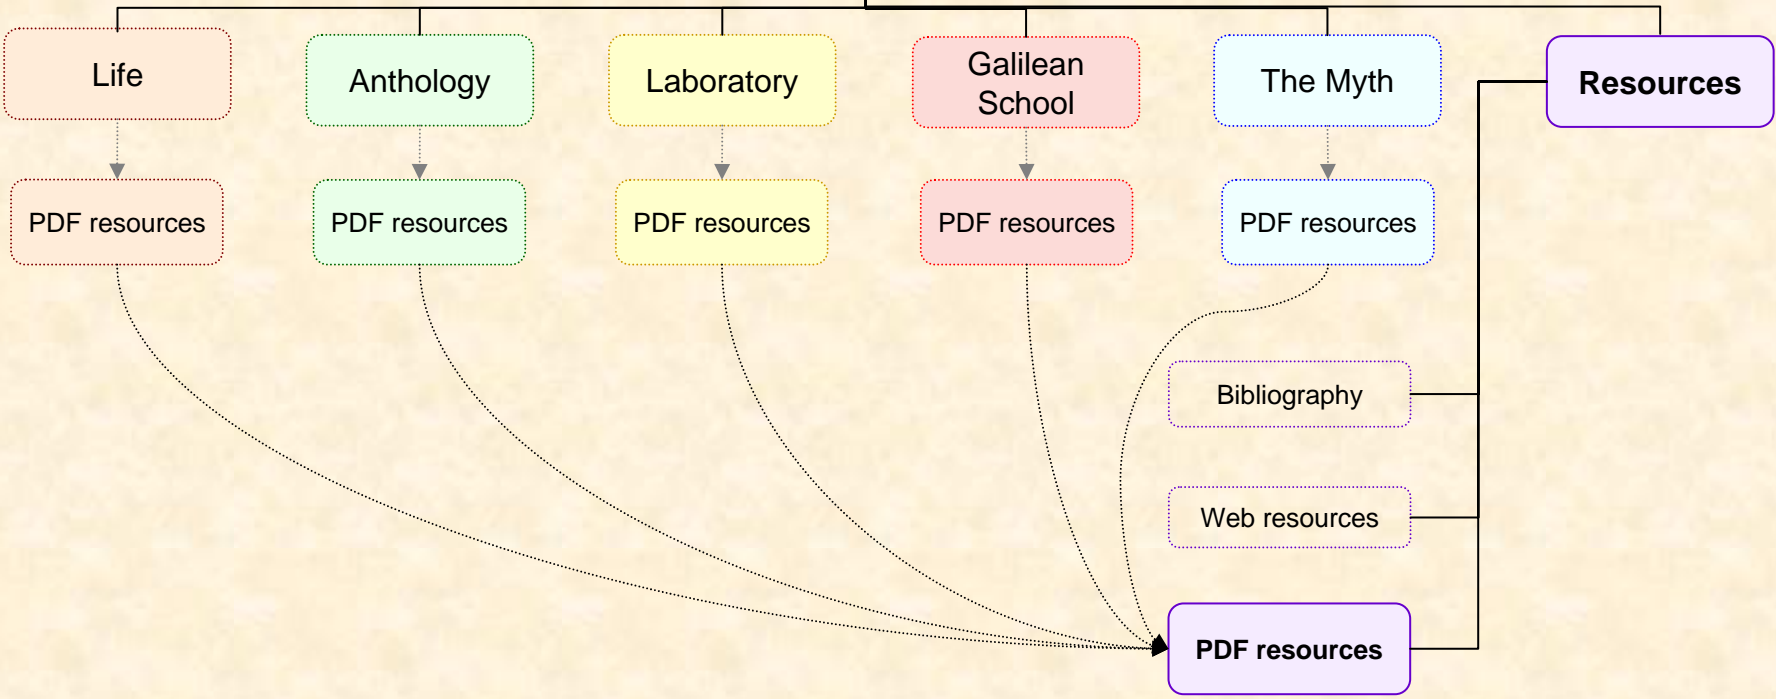 Life
Anthology
Laboratory
Galilean
School
The Myth
Resources
PDF resources
PDF resources
PDF resources
PDF resources
PDF resources
Bibliography
Web resources
PDF resources